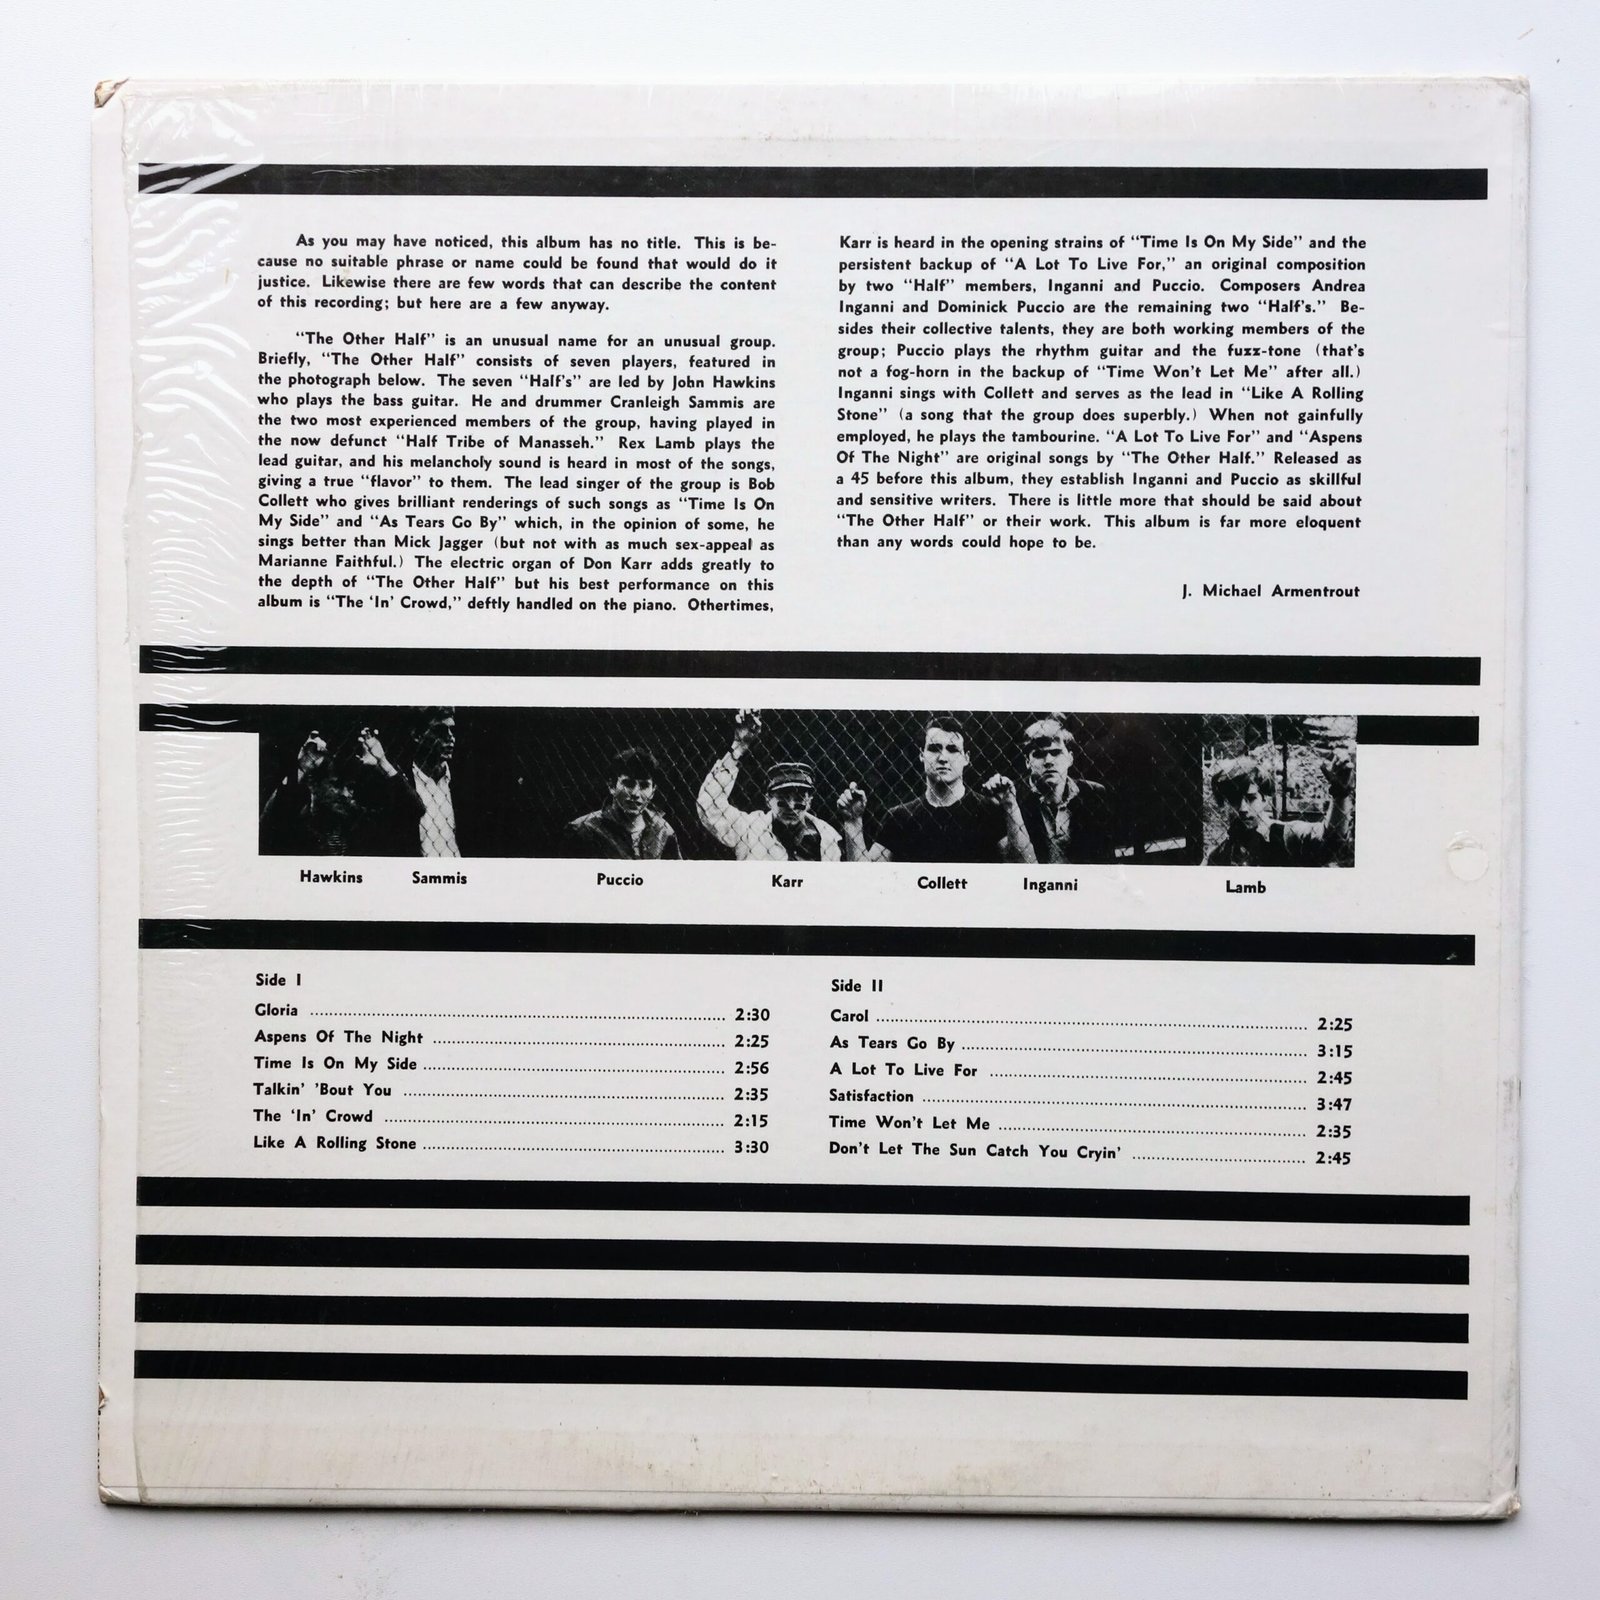 As you may have noticed, this album has no title. This is be-
cause no suitable phrase or name could be found that would do it
justice. Likewise there are few words that can describe the content
of this recording; but here are a few anyway.
"The Other Half" is an unusual name for an unusual group.
Briefly, "The Other Half" consists of seven players, featured in
the photograph below. The seven "Half's" are led by John Hawkins
who plays the bass guitar. He and drummer Cranleigh Sammis are
the two most experienced members of the group, having played in
the now defunct "Half Tribe of Manasseh." Rex Lamb plays the
lead guitar, and his melancholy sound is heard in most of the songs,
giving a true "flavor" to them. The lead singer of the group is Bob
Collett who gives brilliant renderings of such songs as "Time Is On
My Side" and "As Tears Go By" which, in the opinion of some, he
sings better than Mick Jagger (but not with as much sex-appeal as
Marianne Faithful.) The electric organ of Don Karr adds greatly to
the depth of "The Other Half" but his best performance on this
album is "The 'In' Crowd," deftly handled on the piano. Othertimes,
Karr is heard in the opening strains of "Time Is On My Side" and the
persistent backup of "A Lot To Live For," an original composition
by two "Half" members, Inganni and Puccio. Composers Andrea
Inganni and Dominick Puccio are the remaining two "Half's." Be-
sides their collective talents, they are both working members of the
group; Puccio plays the rhythm guitar and the fuzz-tone (that's
not a fog-horn in the backup of "Time Won't Let Me" after all.)
Inganni sings with Collett and serves as the lead in "Like A Rolling
Stone" (a song that the group does superbly.) When not gainfully
employed, he plays the tambourine. "A Lot To Live For" and "Aspens
Of The Night" are original songs by "The Other Half." Released as
a 45 before this album, they establish Inganni and Puccio as skillful
and sensitive writers. There is little more that should be said about
"The Other Half" or their work. This album is far more eloquent
than any words could hope to be.
J. Michael Armentrout
Hawkins Sammis Puccio Karr Collett Inganni Lamb
Side I
Gloria 2:30
Aspens Of The Night 2:25
Time Is On My Side 2:56
Talkin' 'Bout You 2:35
The 'In' Crowd 2:15
Like A Rolling Stone 3:30
Side II
Carol 2:25
As Tears Go By 3:15
A Lot To Live For 2:45
Satisfaction 3:47
Time Won't Let Me 2:35
Don't Let The Sun Catch You Cryin' 2:45